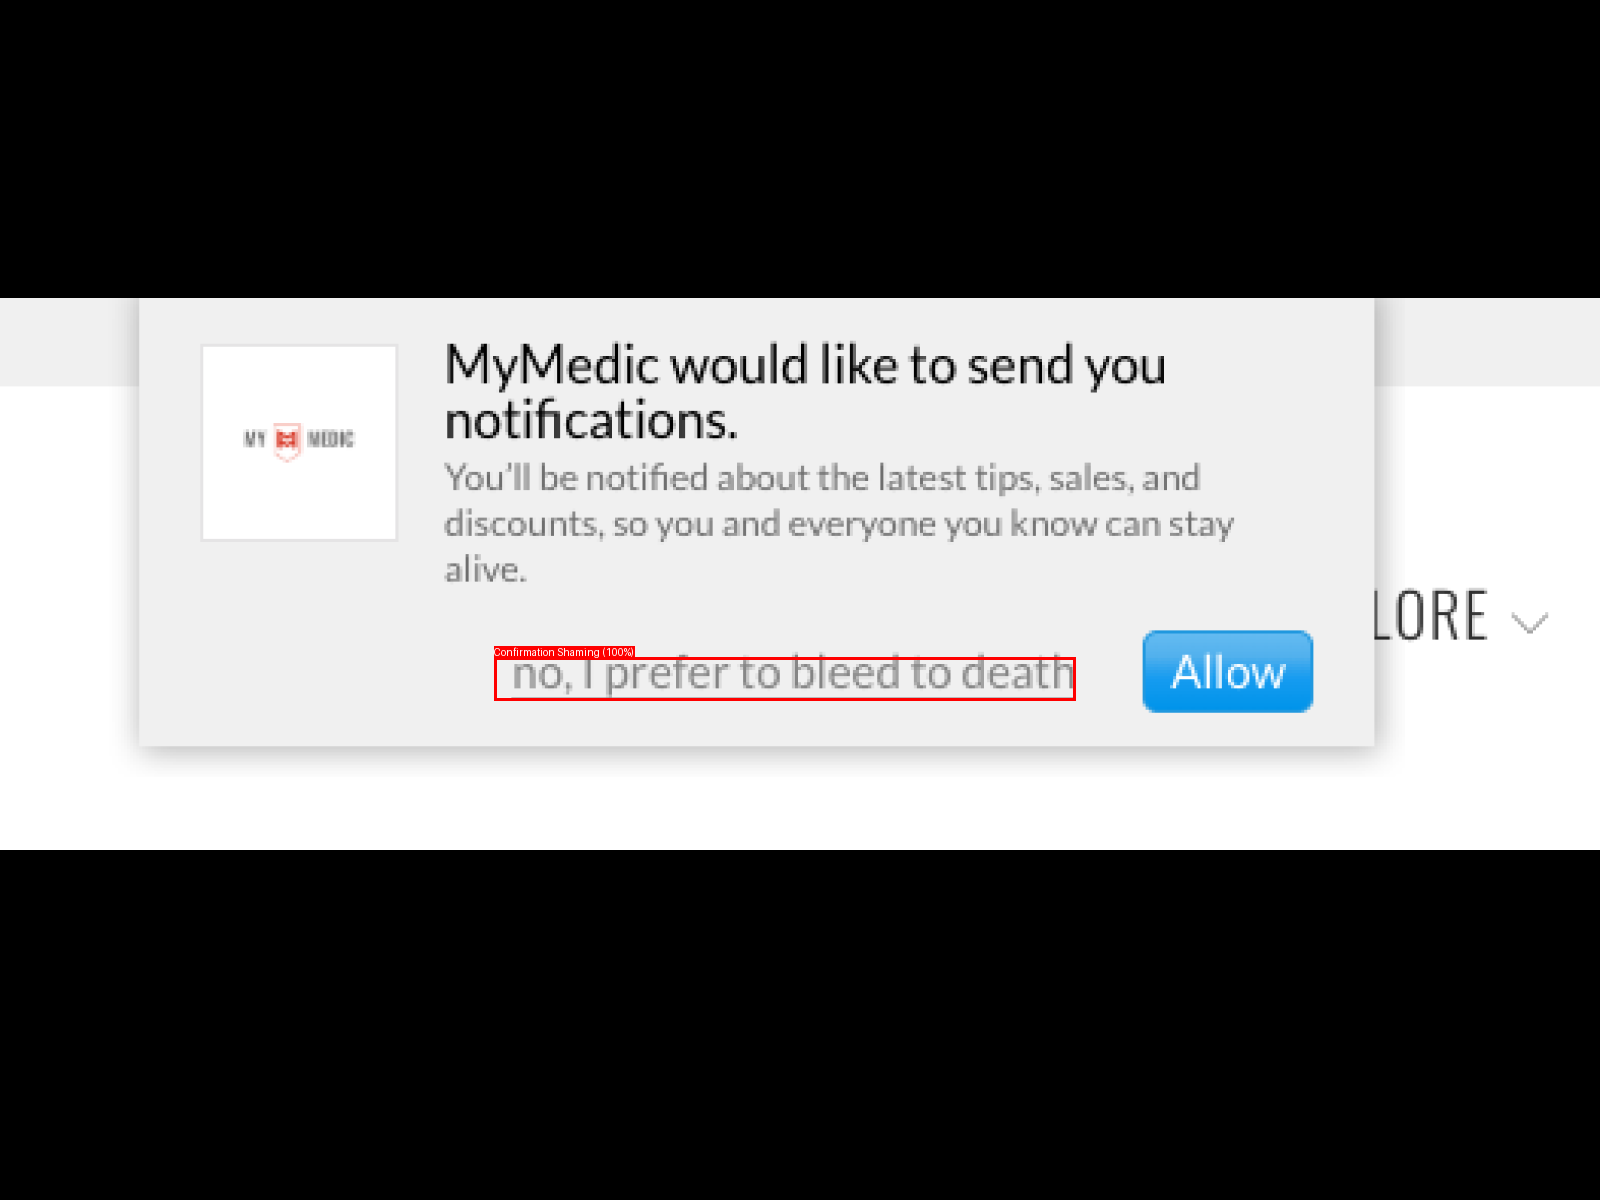 MyMedic would like to send you
notifications.
MY MEDIC
You'll be notified about the latest tips, sales, and
discounts, so you and everyone you know can stay
alive.
LORE
Confirmation Shaming (100%)
no, I prefer to bleed to death
Allow